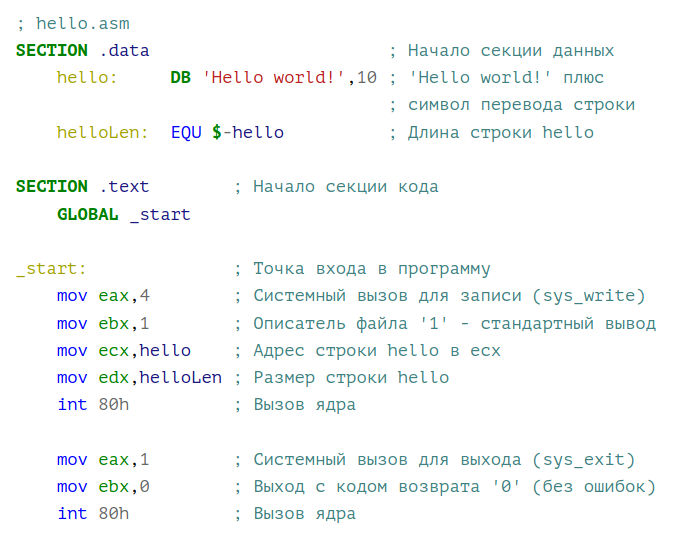 ; hello.asm
SECTION .data                       ; Начало секции данных
    hello:     DB 'Hello world!',10 ; 'Hello world!' плюс
                                    ; символ перевода строки
    helloLen:  EQU $-hello          ; Длина строки hello

SECTION .text        ; Начало секции кода
    GLOBAL _start

_start:              ; Точка входа в программу
    mov eax,4        ; Системный вызов для записи (sys_write)
    mov ebx,1        ; Описатель файла '1' - стандартный вывод
    mov ecx,hello    ; Адрес строки hello в ecx
    mov edx,helloLen ; Размер строки hello
    int 80h          ; Вызов ядра

    mov eax,1        ; Системный вызов для выхода (sys_exit)
    mov ebx,0        ; Выход с кодом возврата '0' (без ошибок)
    int 80h          ; Вызов ядра